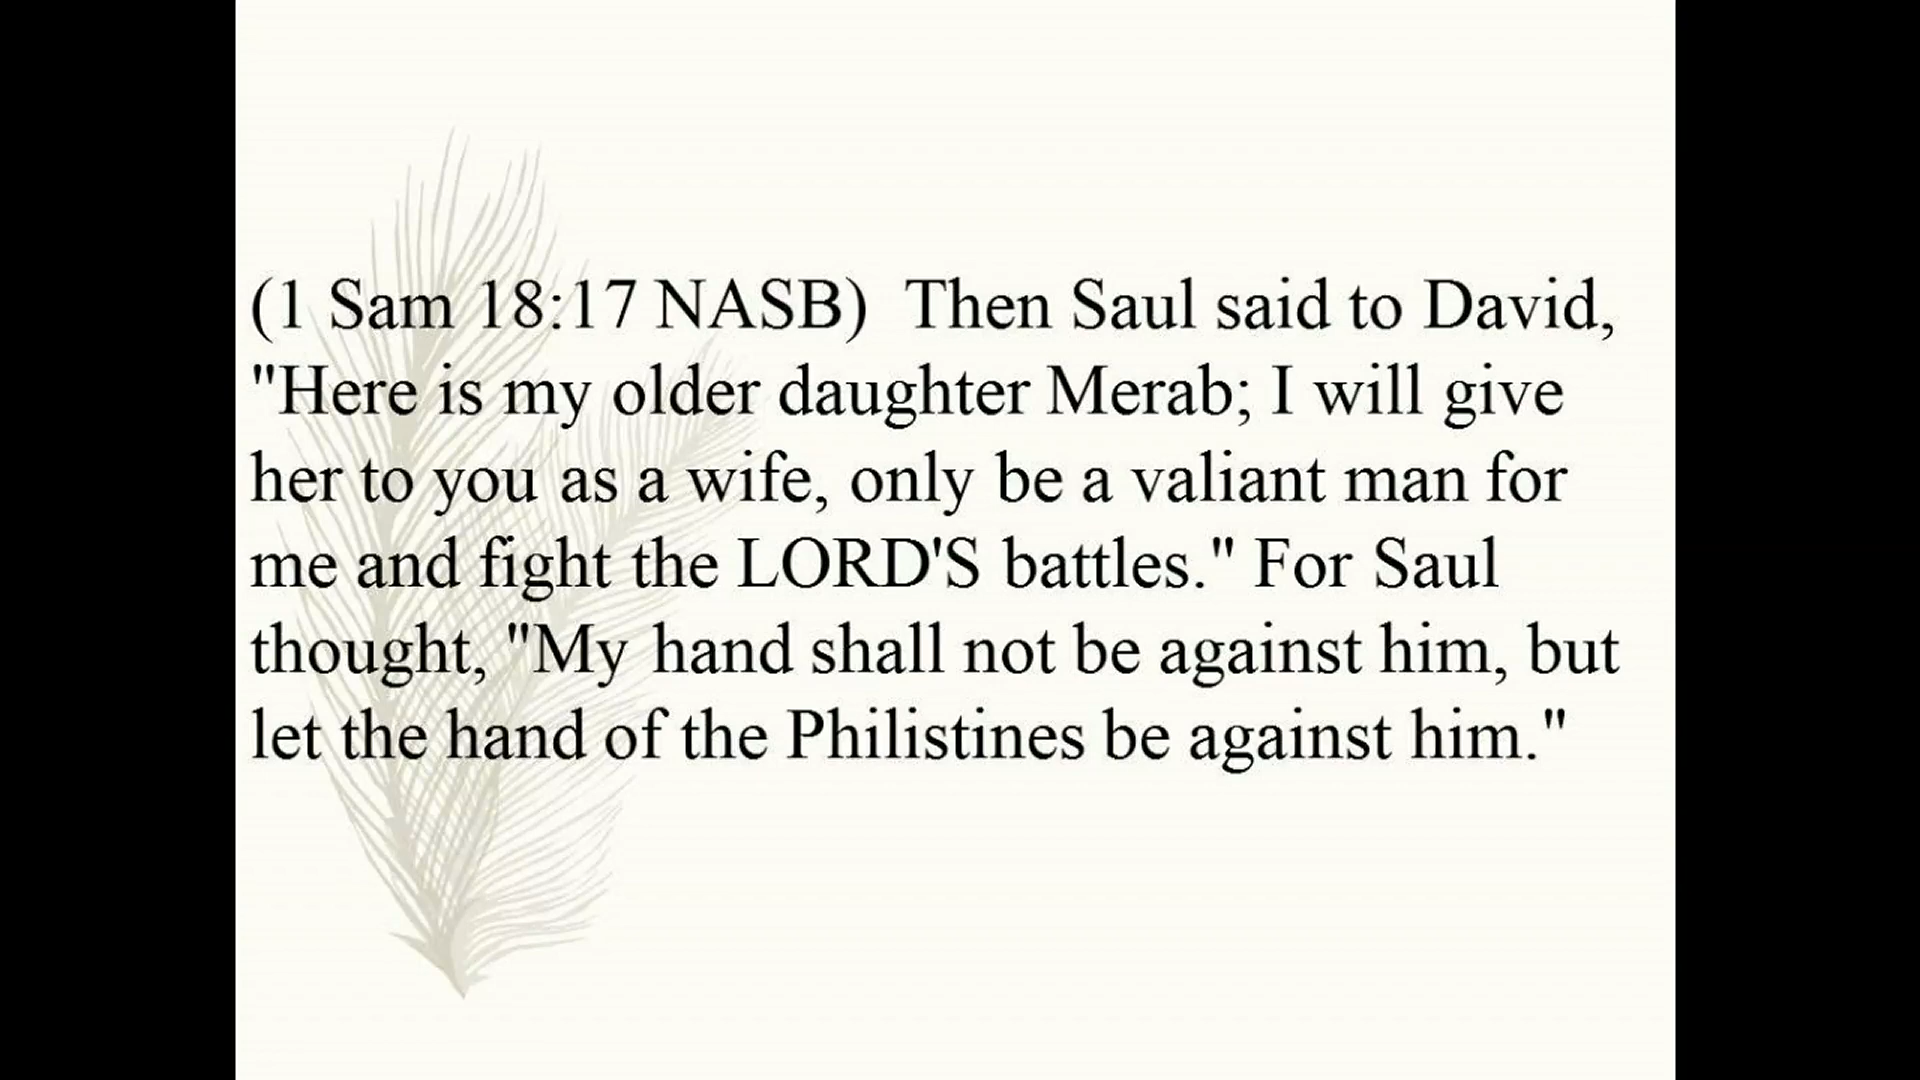 (1 Sam 18:17 NASB)  Then Saul said to David,
"Here is my older daughter Merab; I will give
her to you as a wife, only be a valiant man for
me and fight the LORD'S battles." For Saul
thought, "My hand shall not be against him, but
let the hand of the Philistines be against him."